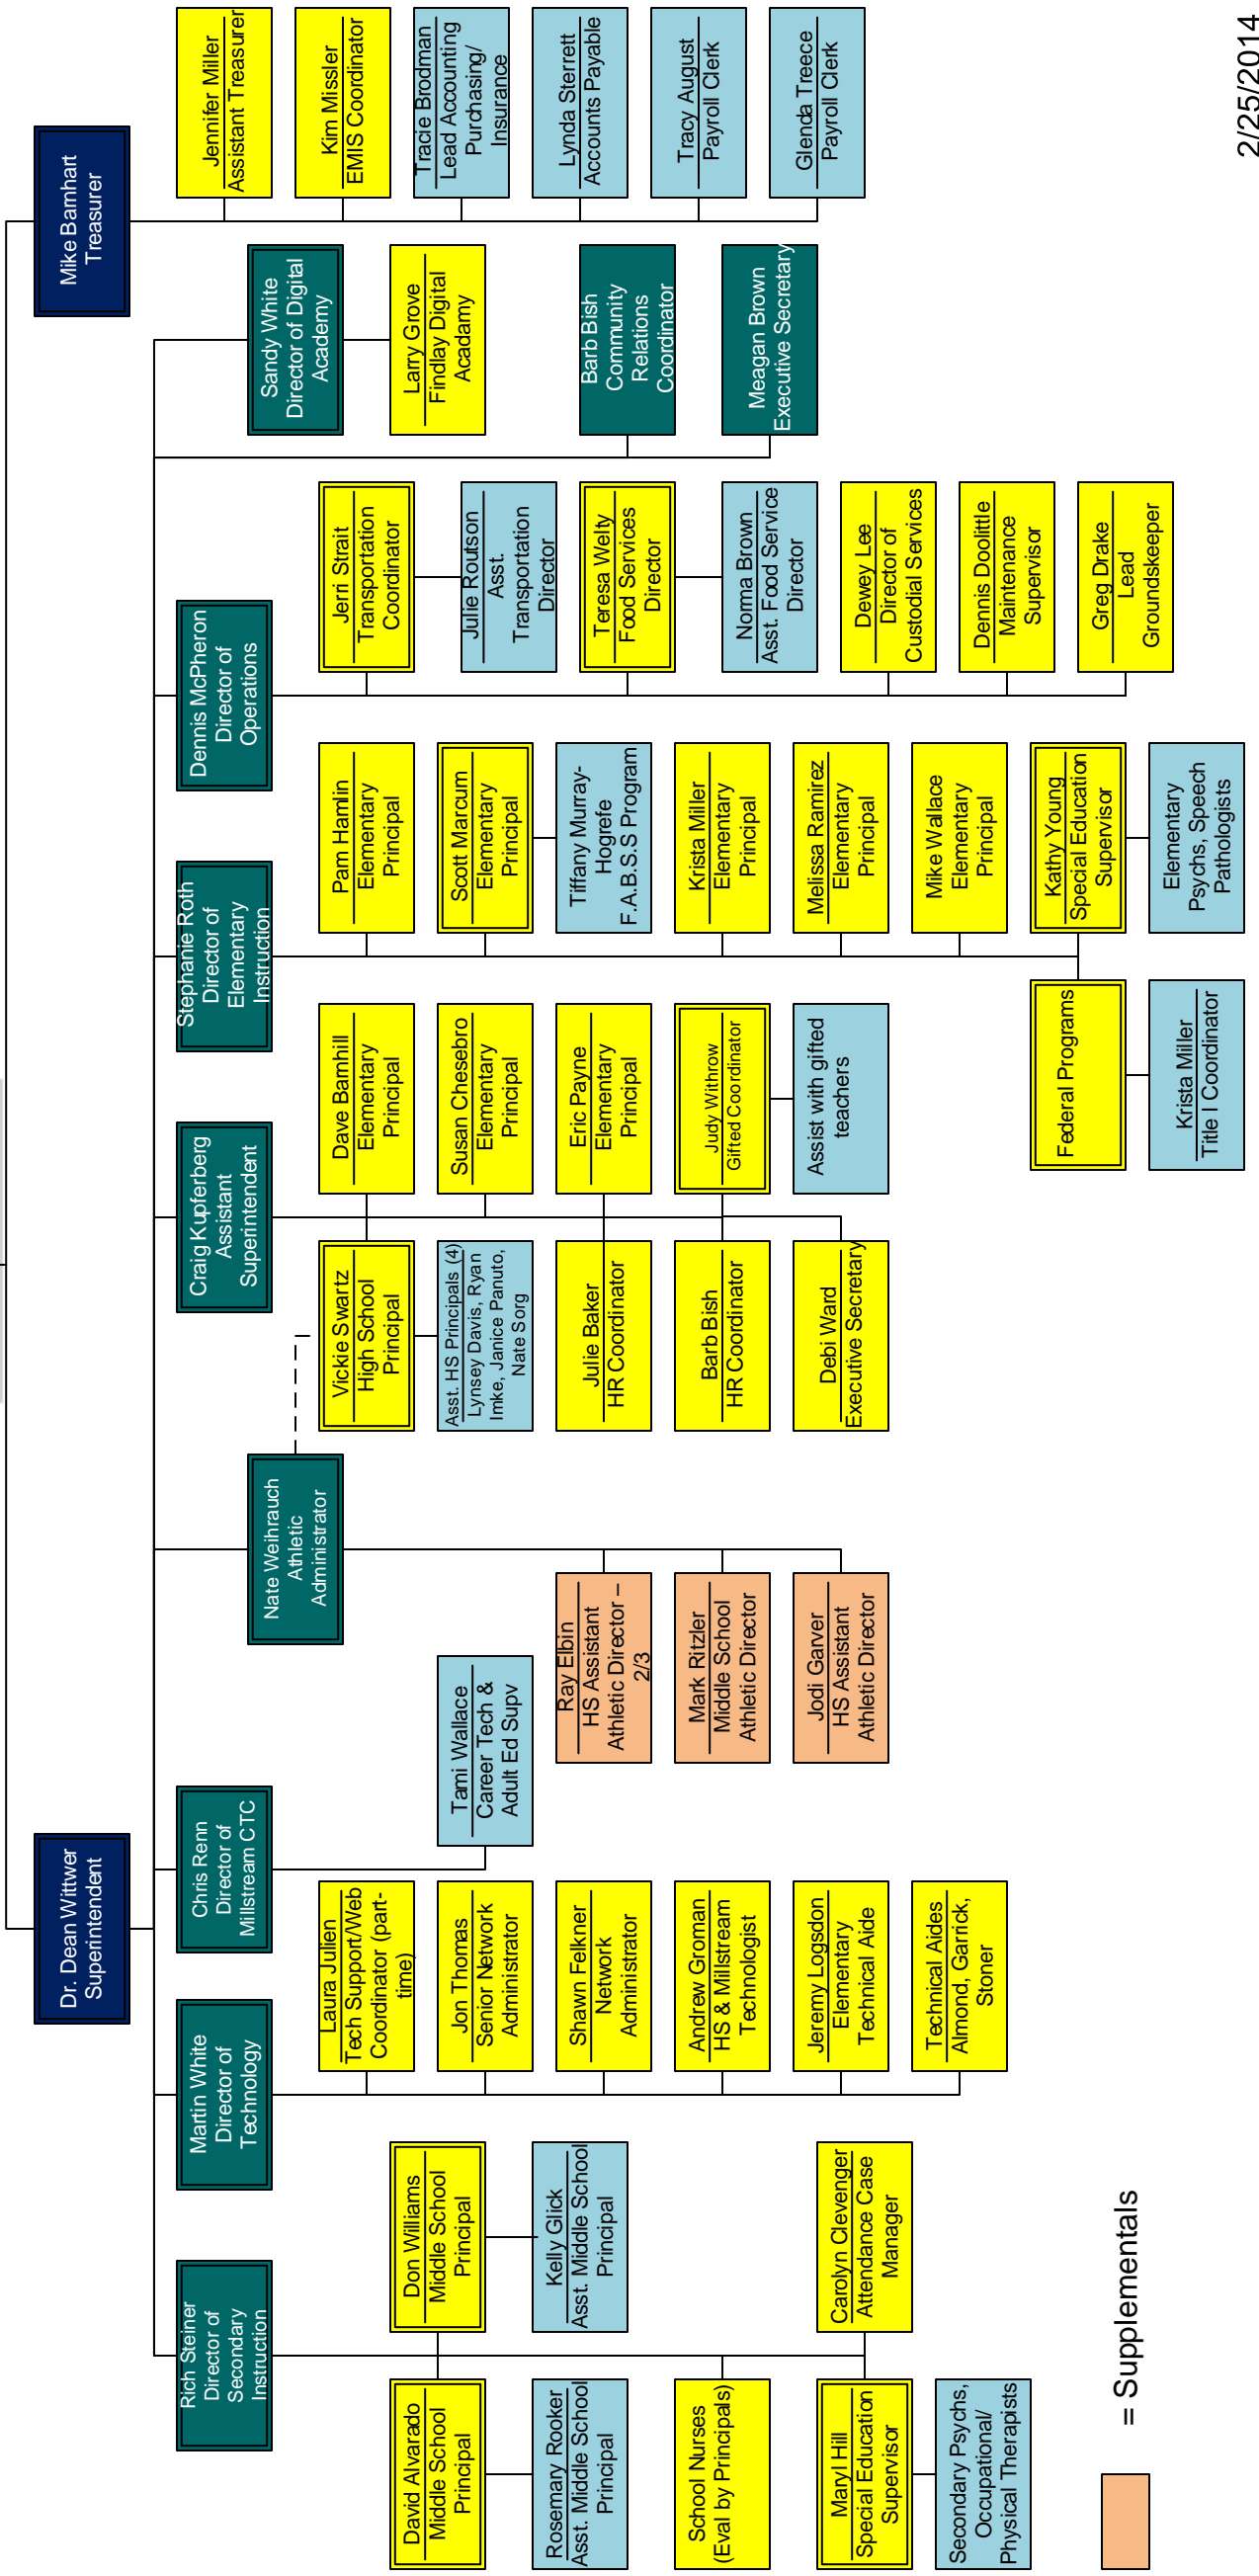 Dr. Dean Wittwer
Superintendent
Mike Barnhart
Treasurer
Rich Steiner
Director of
Secondary
Instruction
Martin White
Director of
Technology
Chris Renn
Director of
Millstream CTC
Nate Weihrauch
Athletic
Administrator
Craig Kupferberg
Assistant
Superintendent
Stephanie Roth
Director of
Elementary
Instruction
Dennis McPheron
Director of
Operations
Sandy White
Director of Digital
Academy
David Alvarado
Middle School
Principal
Rosemary Rooker
Asst. Middle School
Principal
School Nurses
(Eval by Principals)
Maryl Hill
Special Education
Supervisor
Secondary Psychs,
Occupational/
Physical Therapists
Don Williams
Middle School
Principal
Kelly Glick
Asst. Middle School
Principal
Carolyn Clevenger
Attendance Case
Manager
Laura Julien
Tech Support/Web
Coordinator (part-
time)
Jon Thomas
Senior Network
Administrator
Shawn Felkner
Network
Administrator
Andrew Groman
HS & Millstream
Technologist
Jeremy Logsdon
Elementary
Technical Aide
Technical Aides
Almond, Garrick,
Stoner
Tami Wallace
Career Tech &
Adult Ed Supv
Ray Elbin
HS Assistant
Athletic Director –
2/3
Mark Ritzler
Middle School
Athletic Director
Jodi Garver
HS Assistant
Athletic Director
Vickie Swartz
High School
Principal
Asst. HS Principals (4)
Lynsey Davis, Ryan
Imke, Janice Panuto,
Nate Sorg
Julie Baker
HR Coordinator
Barb Bish
HR Coordinator
Debi Ward
Executive Secretary
Dave Barnhill
Elementary
Principal
Susan Chesebro
Elementary
Principal
Eric Payne
Elementary
Principal
Judy Withrow
Gifted Coordinator
Assist with gifted
teachers
Pam Hamlin
Elementary
Principal
Scott Marcum
Elementary
Principal
Tiffany Murray-
Hogrefe
F.A.B.S.S Program
Krista Miller
Elementary
Principal
Melissa Ramirez
Elementary
Principal
Mike Wallace
Elementary
Principal
Kathy Young
Special Education
Supervisor
Elementary
Psychs, Speech
Pathologists
Federal Programs
Krista Miller
Title I Coordinator
Jerri Strait
Transportation
Coordinator
Julie Routson
Asst.
Transportation
Director
Teresa Welty
Food Services
Director
Norma Brown
Asst. Food Service
Director
Dewey Lee
Director of
Custodial Services
Dennis Doolittle
Maintenance
Supervisor
Greg Drake
Lead
Groundskeeper
Larry Grove
Findlay Digital
Acadamy
Barb Bish
Community
Relations
Coordinator
Meagan Brown
Executive Secretary
Jennifer Miller
Assistant Treasurer
Kim Missler
EMIS Coordinator
Tracie Brodman
Lead Accounting
Purchasing/
Insurance
Lynda Sterrett
Accounts Payable
Tracy August
Payroll Clerk
Glenda Treece
Payroll Clerk
= Supplementals
2/25/2014